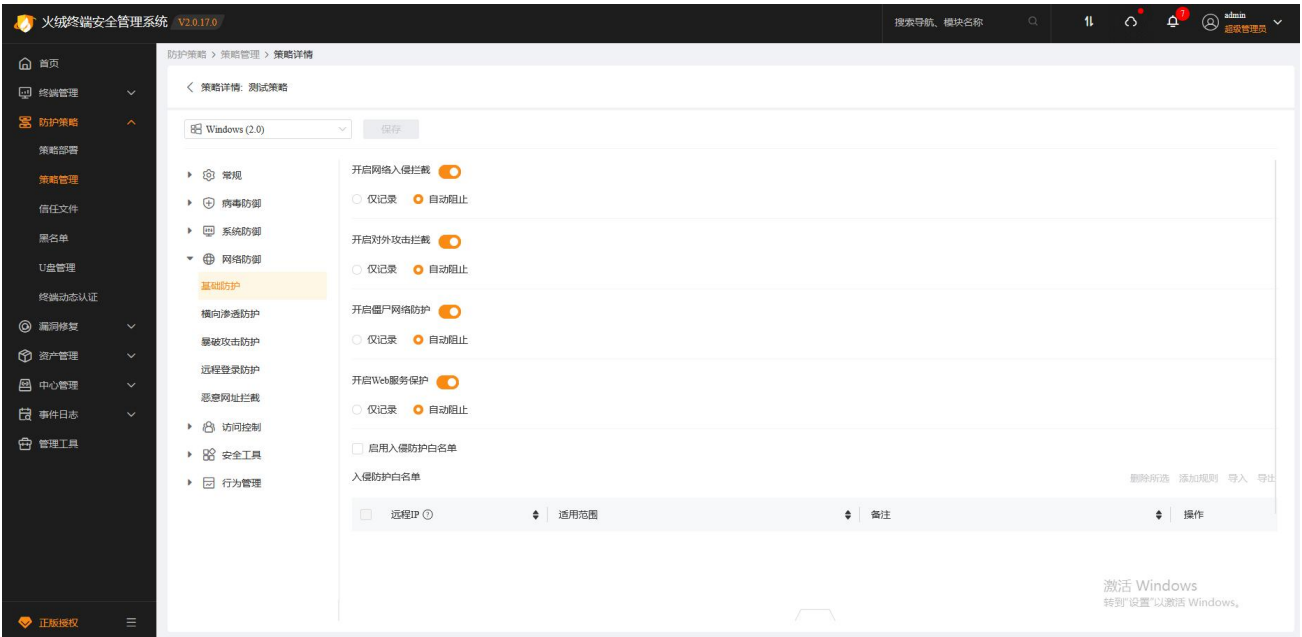 火绒终端安全管理系统 V2.0.17.0
搜索导航、模块名称
7
admin
超级管理员
首页
终端管理
防护策略
策略部署
策略管理
信任文件
黑名单
U盘管理
终端动态认证
漏洞修复
资产管理
中心管理
事件日志
管理工具
正版授权
防护策略 > 策略管理 > 策略详情
策略详情: 测试策略
Windows (2.0)
保存
常规
病毒防御
系统防御
网络防御
基础防护
横向渗透防护
暴破攻击防护
远程登录防护
恶意网址拦截
访问控制
安全工具
行为管理
开启网络入侵拦截
仅记录 自动阻止
开启对外攻击拦截
仅记录 自动阻止
开启僵尸网络防护
仅记录 自动阻止
开启Web服务保护
仅记录 自动阻止
启用入侵防护白名单
入侵防护白名单
删除所选 添加规则 导入 导出
远程IP 适用范围 备注 操作
激活 Windows
转到"设置"以激活 Windows。